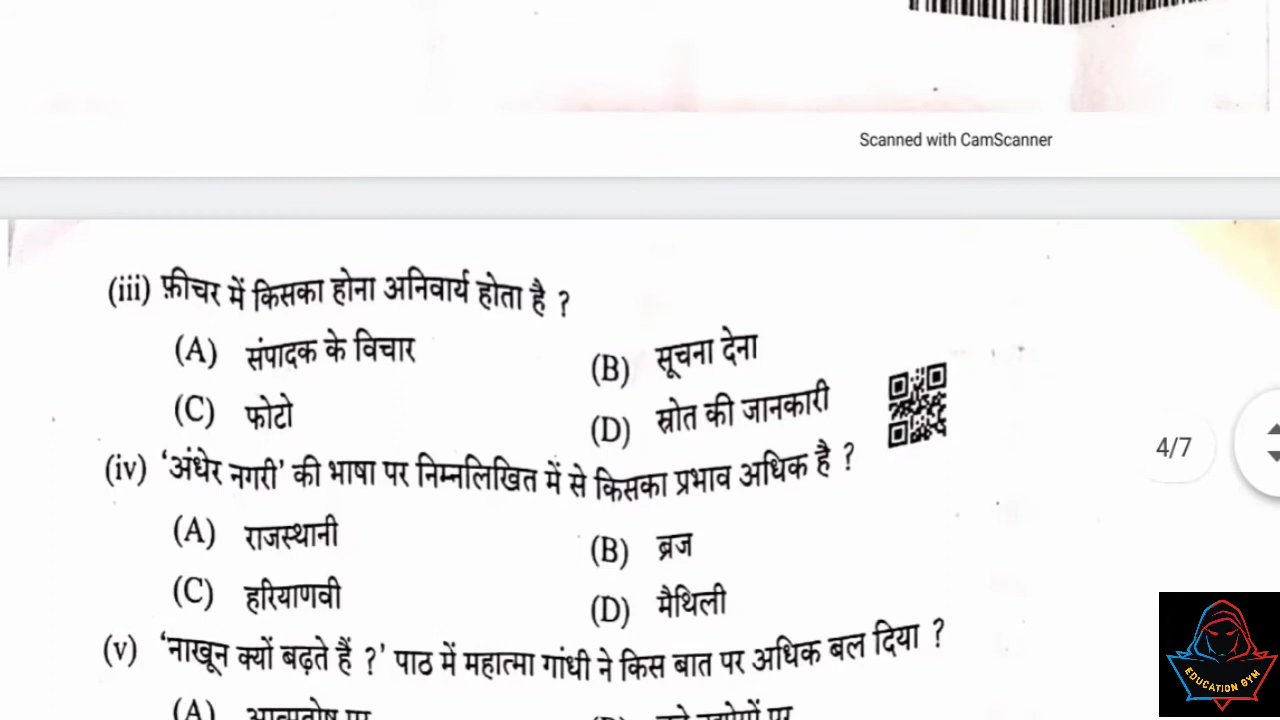 Scanned with CamScanner
(iii) फ़ीचर में किसका होना अनिवार्य होता है ?
(A) संपादक के विचार (B) सूचना देना
(C) फोटो (D) स्रोत की जानकारी
4/7
(iv) ‘अंधेर नगरी’ की भाषा पर निम्नलिखित में से किसका प्रभाव अधिक है ?
(A) राजस्थानी (B) ब्रज
(C) हरियाणवी (D) मैथिली
(v) ‘नाखून क्यों बढ़ते हैं ?’ पाठ में महात्मा गांधी ने किस बात पर अधिक बल दिया ?
(A)
EDUCATION GYM